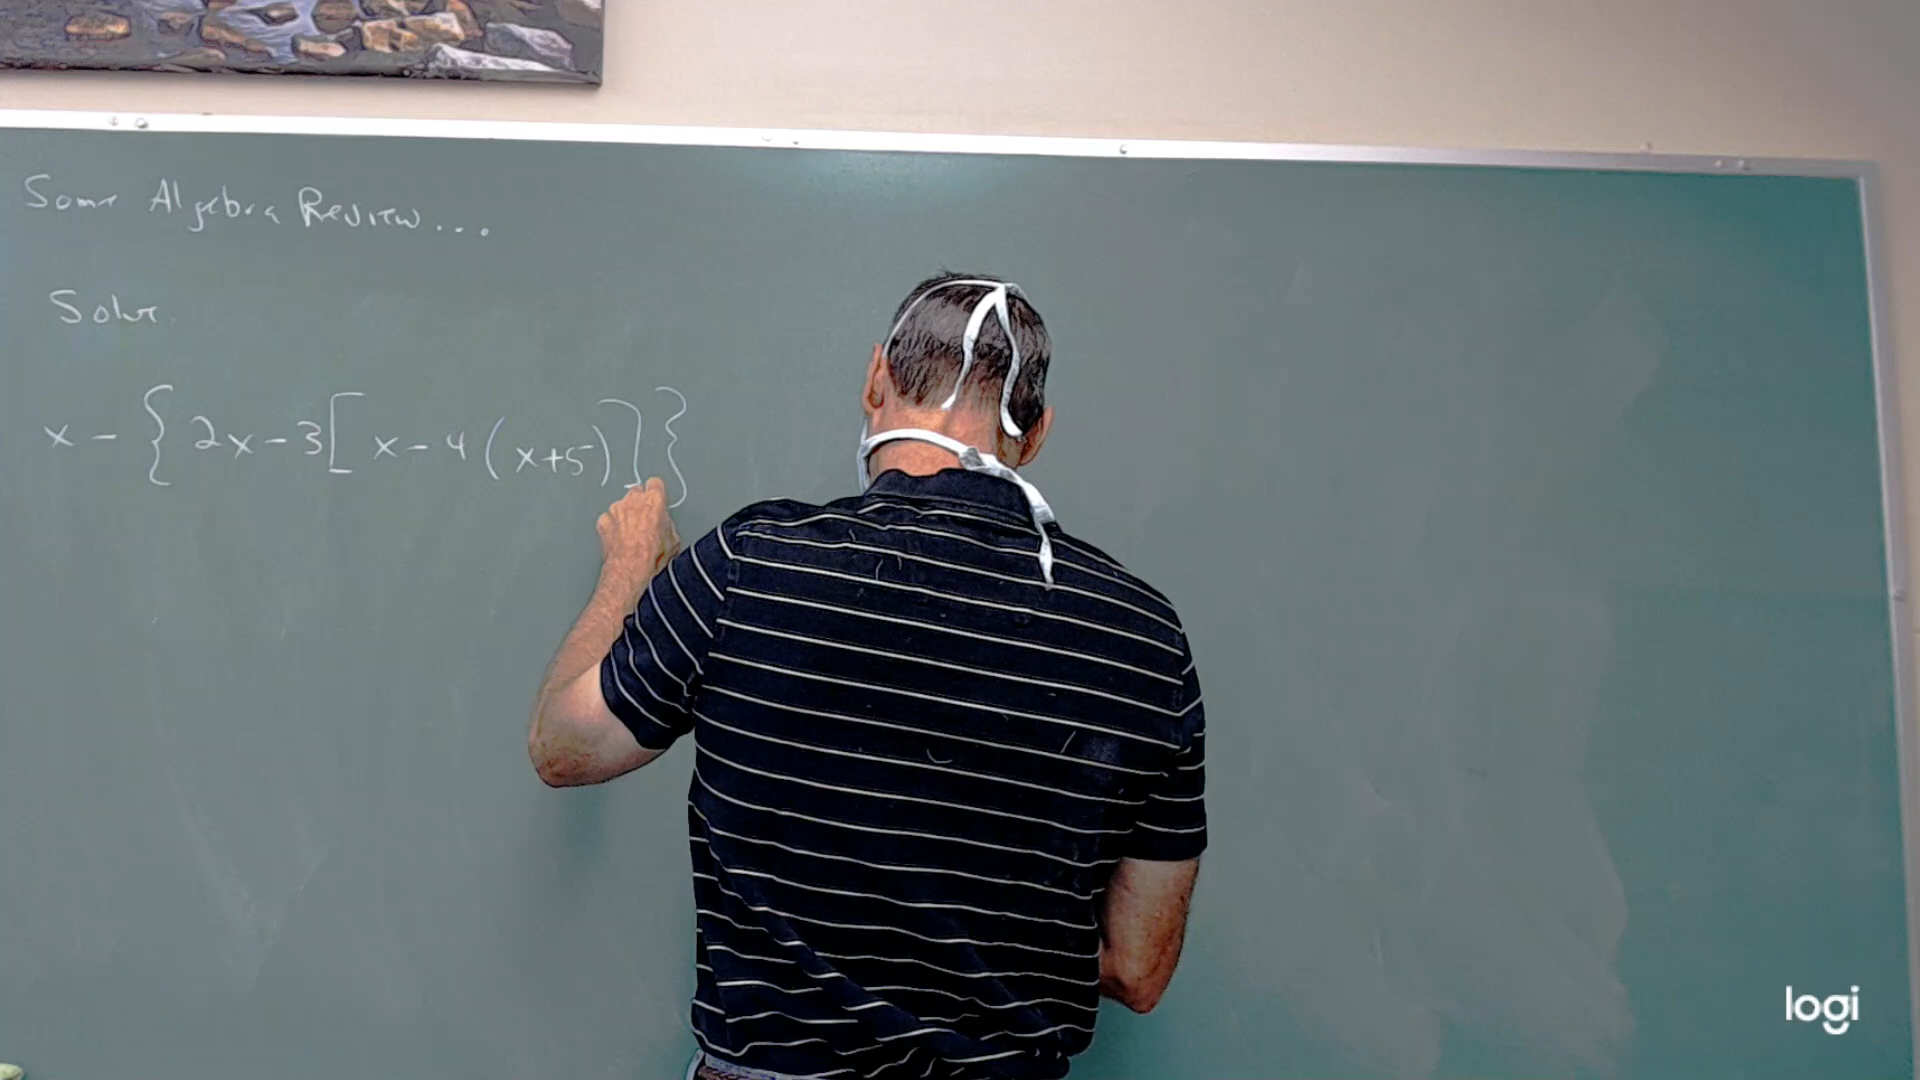 Some Algebra Review...
Solve
x - { 2x - 3[ x - 4 ( x + 5 ) ] }
logi